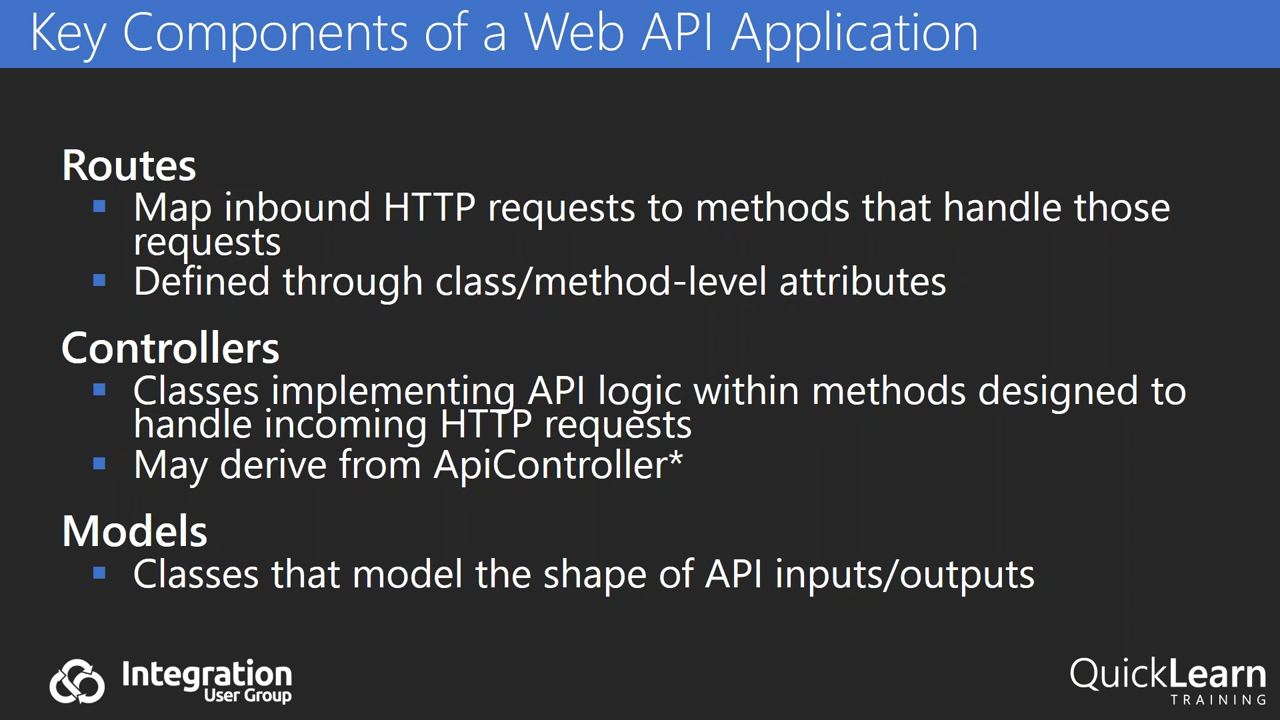 Key Components of a Web API Application
Routes
Map inbound HTTP requests to methods that handle those
requests
Defined through class/method-level attributes
Controllers
Classes implementing API logic within methods designed to
handle incoming HTTP requests
May derive from ApiController*
Models
Classes that model the shape of API inputs/outputs
Integration
User Group
QuickLearn
TRAINING